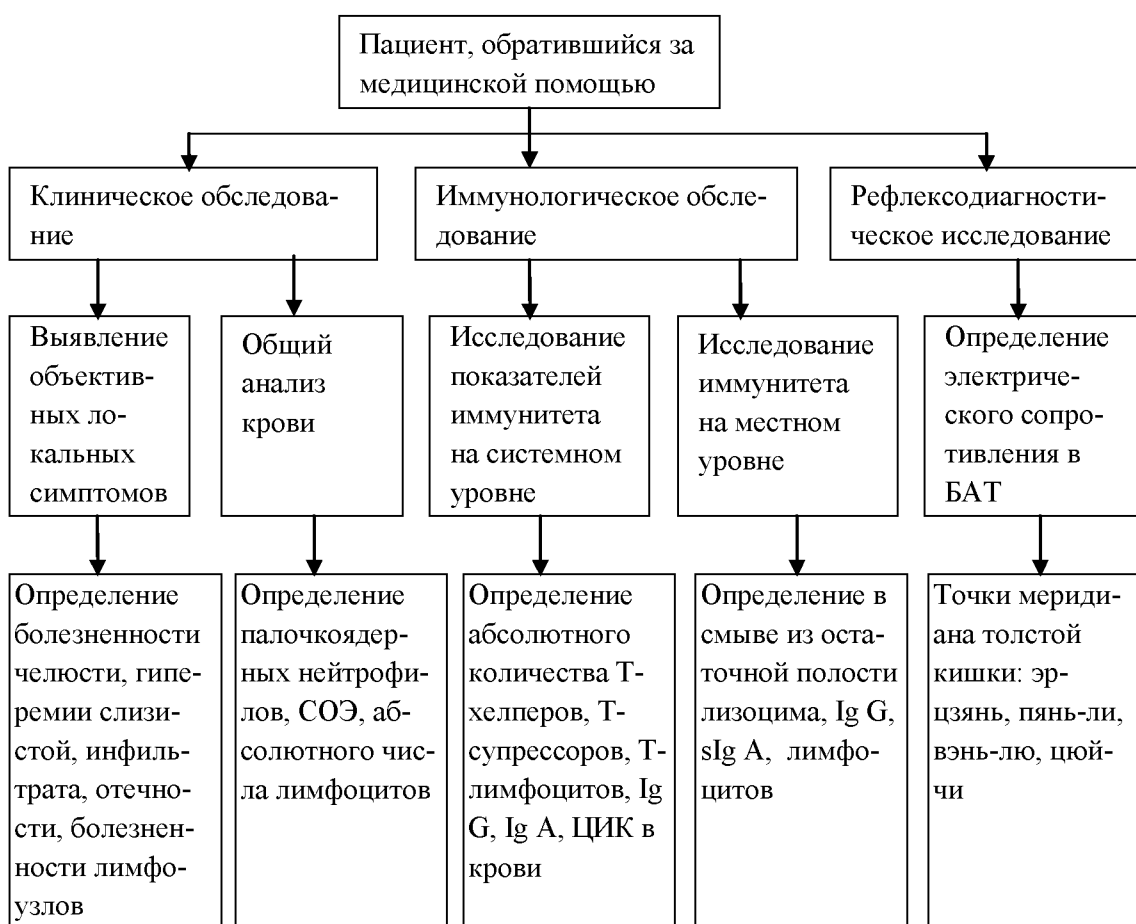 Пациент, обратившийся за
медицинской помощью
Клиническое обследова-
ние
Иммунологическое обсле-
дование
Рефлексодиагности-
ческое исследование
Выявление
объектив-
ных ло-
кальных
симптомов
Общий
анализ
крови
Исследование
показателей
иммунитета
на системном
уровне
Исследование
иммунитета
на местном
уровне
Определение
электриче-
ского сопро-
тивления в
БАТ
Определение
болезненности
челюсти, гипе-
ремии слизи-
стой, инфиль-
трата, отечно-
сти, болезнен-
ности лимфо-
узлов
Определение
палочкоядер-
ных нейтрофи-
лов, СОЭ, аб-
солютного чис-
ла лимфоцитов
Определение
абсолютного
количества Т-
хелперов, Т-
супрессоров, Т-
лимфоцитов, Ig
G, Ig A, ЦИК в
крови
Определение в
смыве из оста-
точной полости
лизоцима, Ig G,
sIg A, лимфо-
цитов
Точки мериди-
ана толстой
кишки: эр-
цзянь, пянь-ли,
вэнь-лю, цюй-
чи